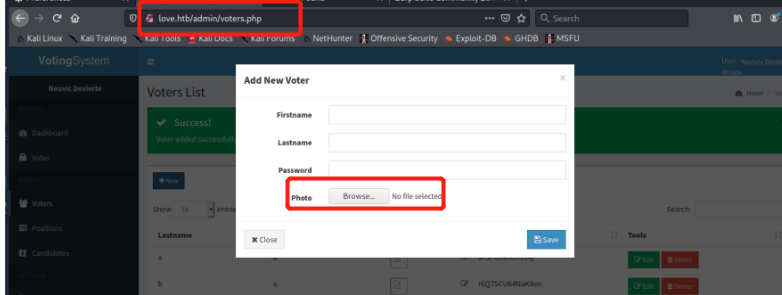 love.htb/admin/voters.php
Search
Kali Linux Kali Training Kali Tools Kali Docs Kali Forums NetHunter Offensive Security Exploit-DB GHDB MSFU
VotingSystem
Neovic Devierte
Voters List
Home
Success!
Voter added successfully
Dashboard
Votes
Voters
Positions
Candidates
New
Show 10
Search:
Lastname
Tools
a
a
Edit Delete
b
a
rEQ7SCU64NaKXen
Edit Delete
Add New Voter
×
Firstname
Lastname
Password
Photo
Browse... No file selected.
Close
Save